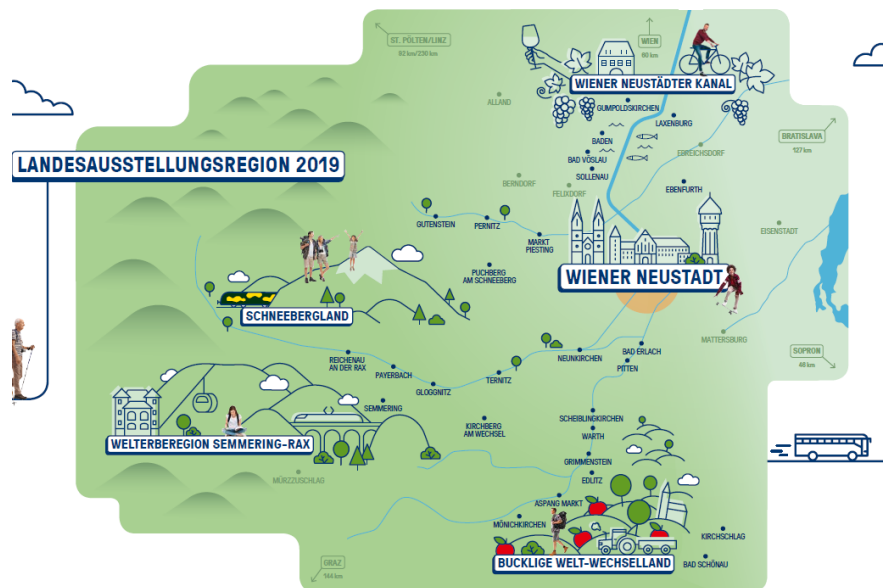 ST. PÖLTEN/LINZ
92 km/230 km
WIEN
60 km
WIENER NEUSTÄDTER KANAL
ALLAND
GUMPOLDSKIRCHEN
LAXENBURG
BRATISLAVA
127 km
BADEN
EBREICHSDORF
BAD VÖSLAU
LANDESAUSSTELLUNGSREGION 2019
SOLLENAU
BERNDORF
FELIXDORF
EBENFURTH
GUTENSTEIN
PERNITZ
EISENSTADT
MARKT
PIESTING
WIENER NEUSTADT
PUCHBERG
AM SCHNEEBERG
SCHNEEBERGLAND
MATTERSBURG
SOPRON
46 km
REICHENAU
AN DER RAX
PAYERBACH
NEUNKIRCHEN
BAD ERLACH
PITTEN
TERNITZ
GLOGGNITZ
SEMMERING
SCHEIBLINGKIRCHEN
KIRCHBERG
AM WECHSEL
WARTH
WELTERBEREGION SEMMERING-RAX
GRIMMENSTEIN
MÜRZZUSCHLAG
EDLITZ
ASPANG MARKT
MÖNICHKIRCHEN
KIRCHSCHLAG
BUCKLIGE WELT-WECHSELLAND
BAD SCHÖNAU
GRAZ
144 km